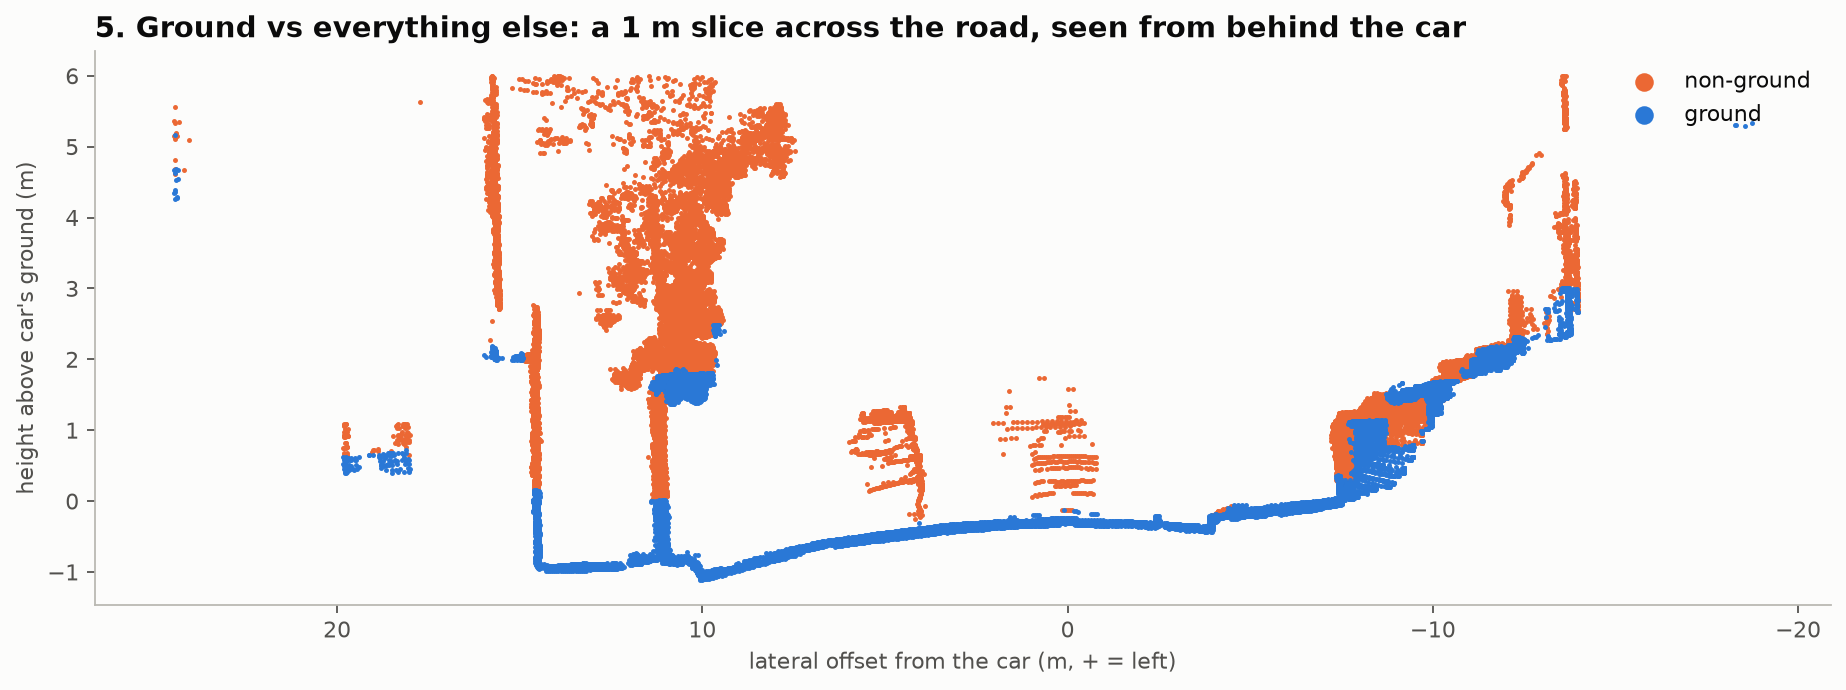 5. Ground vs everything else: a 1 m slice across the road, seen from behind the car
non-ground
ground
height above car's ground (m)
6
5
4
3
2
1
0
−1
20
10
0
−10
−20
lateral offset from the car (m, + = left)